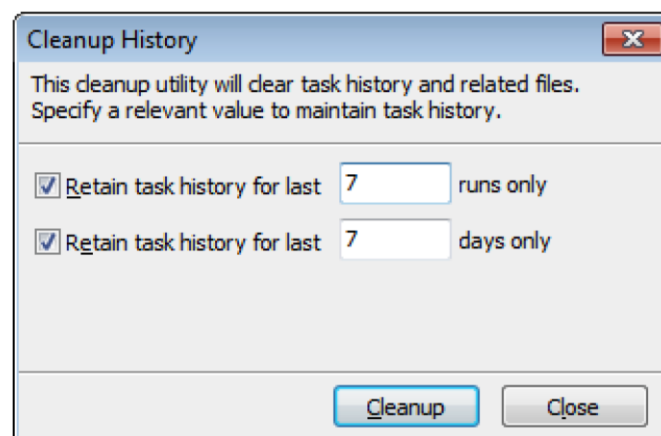 Cleanup History
This cleanup utility will clear task history and related files.
Specify a relevant value to maintain task history.
Retain task history for last 7 runs only
Retain task history for last 7 days only
Cleanup Close